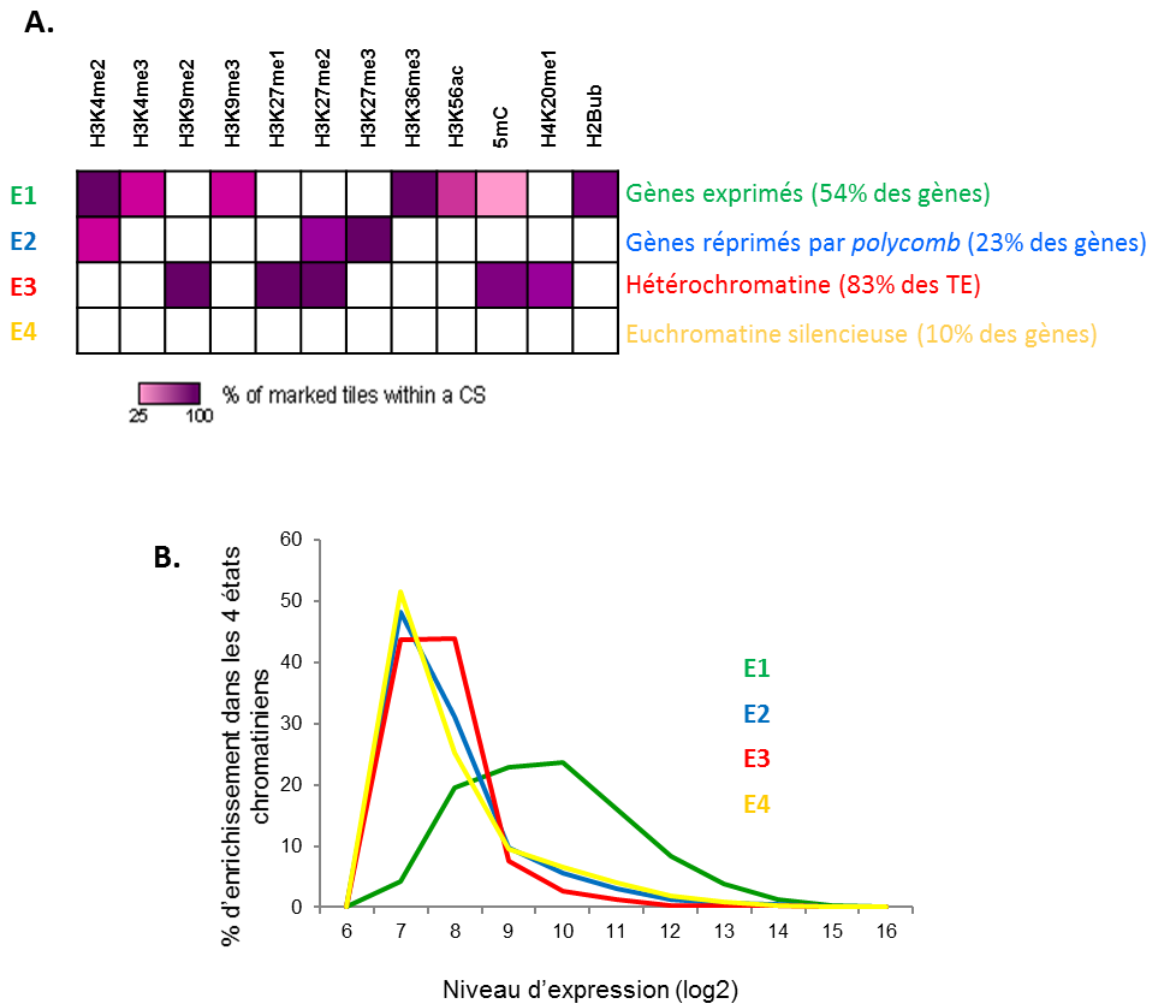 A.
H3K4me2
H3K4me3
H3K9me2
H3K9me3
H3K27me1
H3K27me2
H3K27me3
H3K36me3
H3K56ac
5mC
H4K20me1
H2Bub
E1
Gènes exprimés (54% des gènes)
E2
Gènes réprimés par polycomb (23% des gènes)
E3
Hétérochromatine (83% des TE)
E4
Euchromatine silencieuse (10% des gènes)
% of marked tiles within a CS
25 100
B.
% d’enrichissement dans les 4 états
chromatiniens
60
50
40
30
20
10
0
E1
E2
E3
E4
6 7 8 9 10 11 12 13 14 15 16
Niveau d’expression (log2)